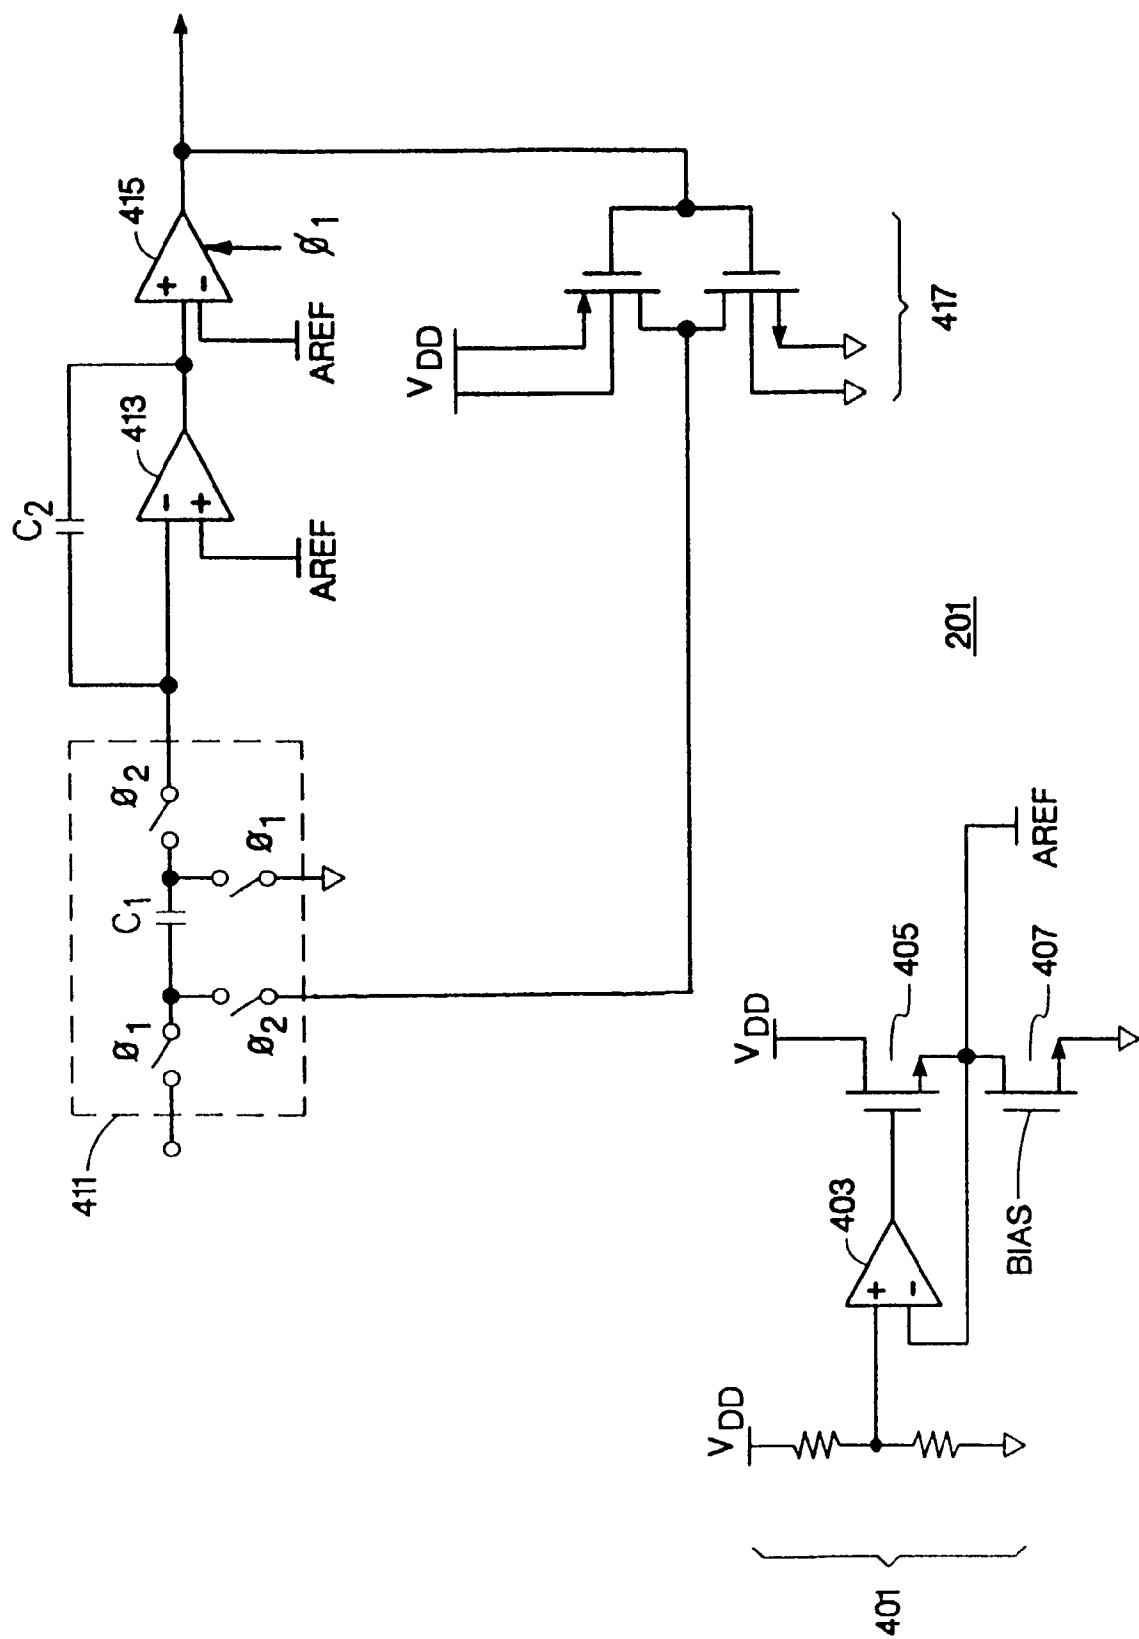 C2
413
415
-
+
+
-
AREF
AREF
Ø1
411
Ø1
C1
Ø2
Ø2
Ø1
VDD
417
201
401
VDD
403
+
-
VDD
405
BIAS
407
AREF